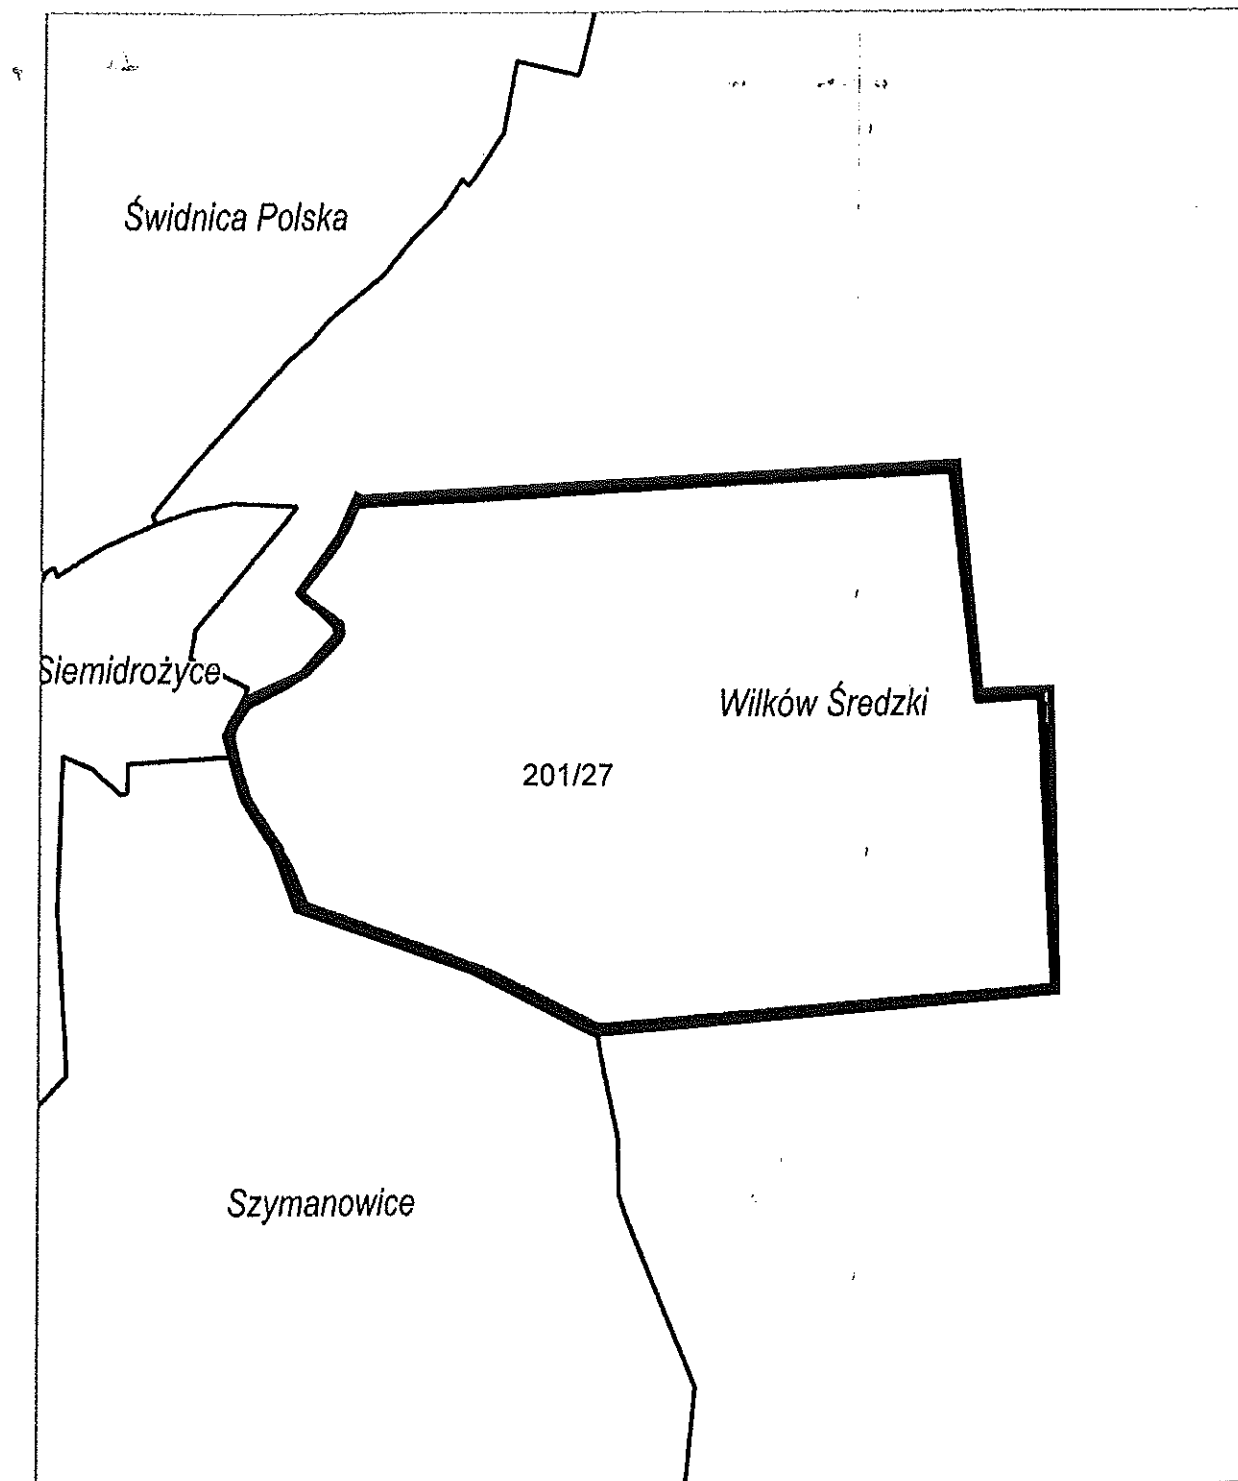 Świdnica Polska
Siemidrożyce
Wilków Średzki
201/27
Szymanowice